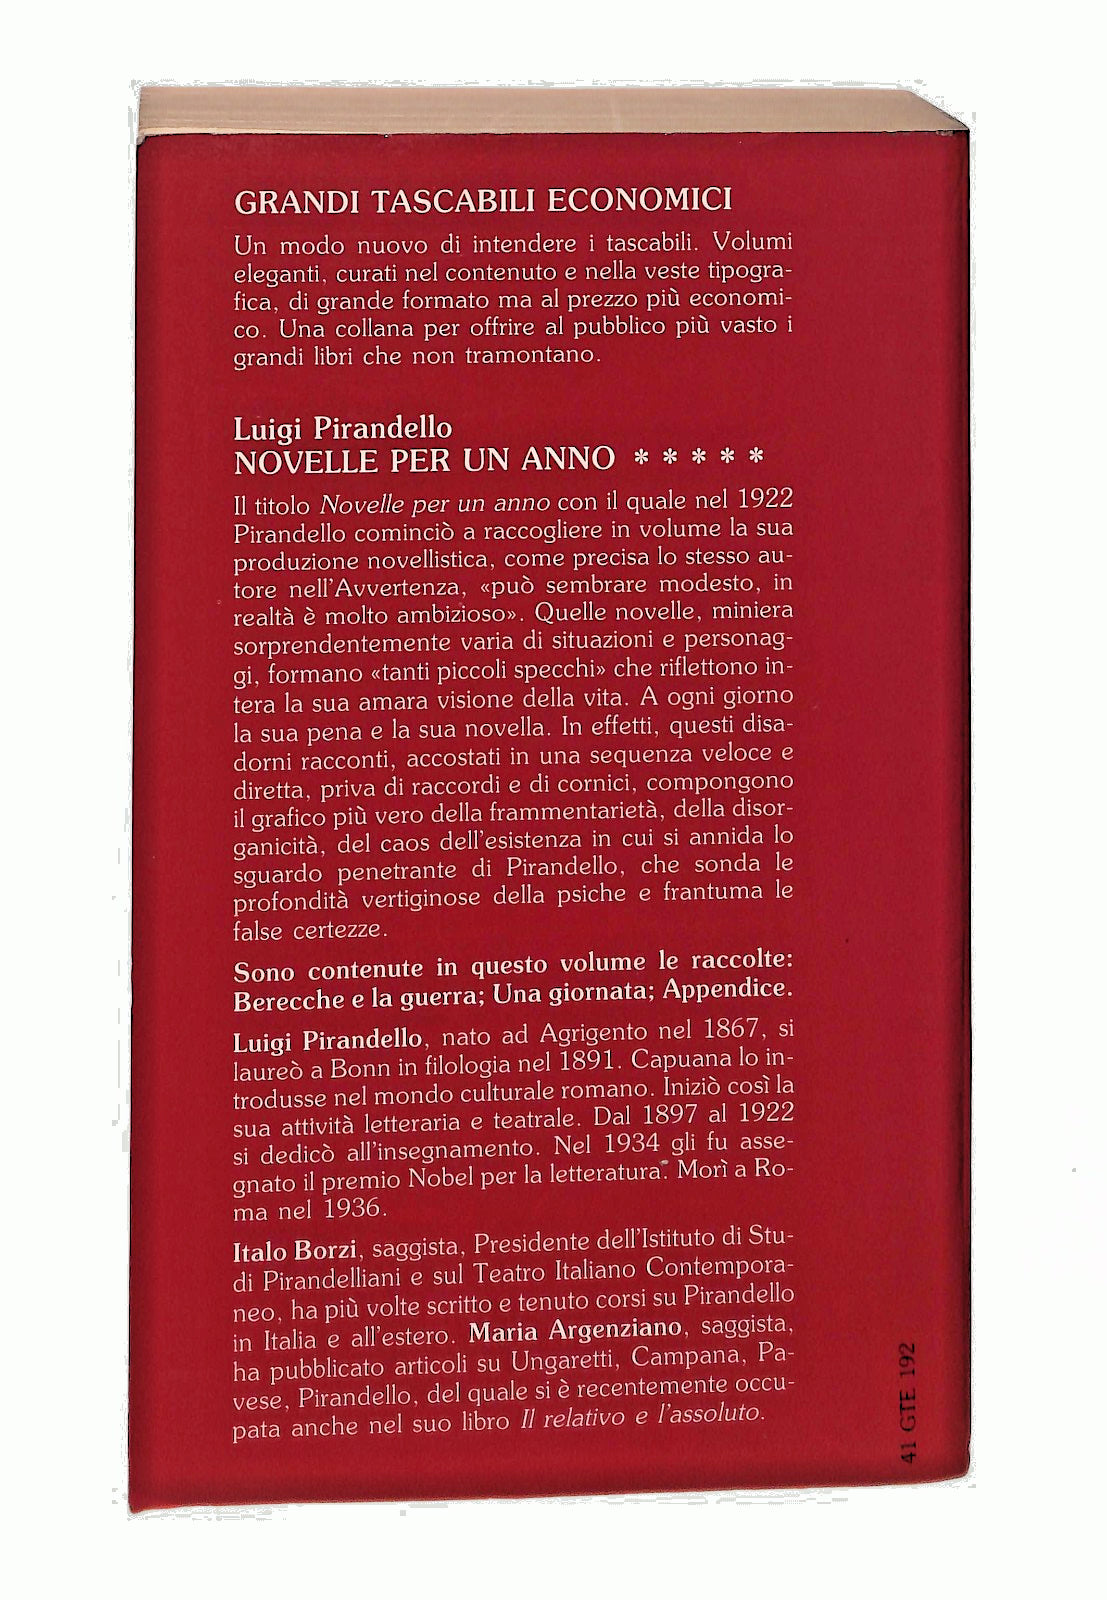 GRANDI TASCABILI ECONOMICI
Un modo nuovo di intendere i tascabili. Volumi
eleganti, curati nel contenuto e nella veste tipogra-
fica, di grande formato ma al prezzo più economi-
co. Una collana per offrire al pubblico più vasto i
grandi libri che non tramontano.
Luigi Pirandello
NOVELLE PER UN ANNO * * * * *
Il titolo Novelle per un anno con il quale nel 1922
Pirandello cominciò a raccogliere in volume la sua
produzione novellistica, come precisa lo stesso au-
tore nell'Avvertenza, «può sembrare modesto, in
realtà è molto ambizioso». Quelle novelle, miniera
sorprendentemente varia di situazioni e personag-
gi, formano «tanti piccoli specchi» che riflettono in-
tera la sua amara visione della vita. A ogni giorno
la sua pena e la sua novella. In effetti, questi disa-
dorni racconti, accostati in una sequenza veloce e
diretta, priva di raccordi e di cornici, compongono
il grafico più vero della frammentarietà, della disor-
ganicità, del caos dell'esistenza in cui si annida lo
sguardo penetrante di Pirandello, che sonda le
profondità vertiginose della psiche e frantuma le
false certezze.
Sono contenute in questo volume le raccolte:
Berecche e la guerra; Una giornata; Appendice.
Luigi Pirandello, nato ad Agrigento nel 1867, si
laureò a Bonn in filologia nel 1891. Capuana lo in-
trodusse nel mondo culturale romano. Iniziò così la
sua attività letteraria e teatrale. Dal 1897 al 1922
si dedicò all'insegnamento. Nel 1934 gli fu asse-
gnato il premio Nobel per la letteratura. Morì a Ro-
ma nel 1936.
Italo Borzi, saggista, Presidente dell'Istituto di Stu-
di Pirandelliani e sul Teatro Italiano Contempora-
neo, ha più volte scritto e tenuto corsi su Pirandello
in Italia e all'estero. Maria Argenziano, saggista,
ha pubblicato articoli su Ungaretti, Campana, Pa-
vese, Pirandello, del quale si è recentemente occu-
pata anche nel suo libro Il relativo e l'assoluto.
41 GTE 192